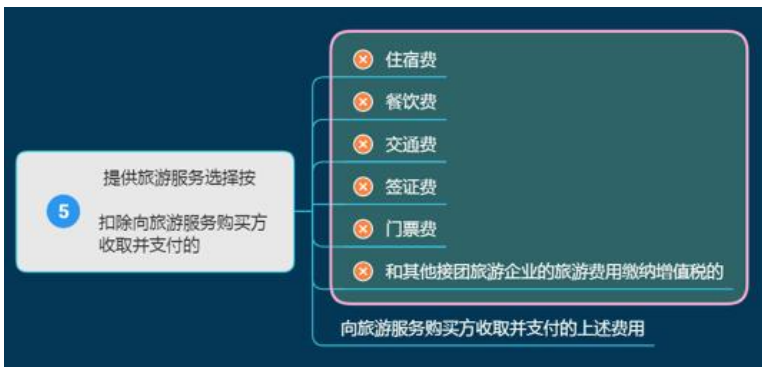 5
提供旅游服务选择按
扣除向旅游服务购买方
收取并支付的
住宿费
餐饮费
交通费
签证费
门票费
和其他接团旅游企业的旅游费用缴纳增值税的
向旅游服务购买方收取并支付的上述费用